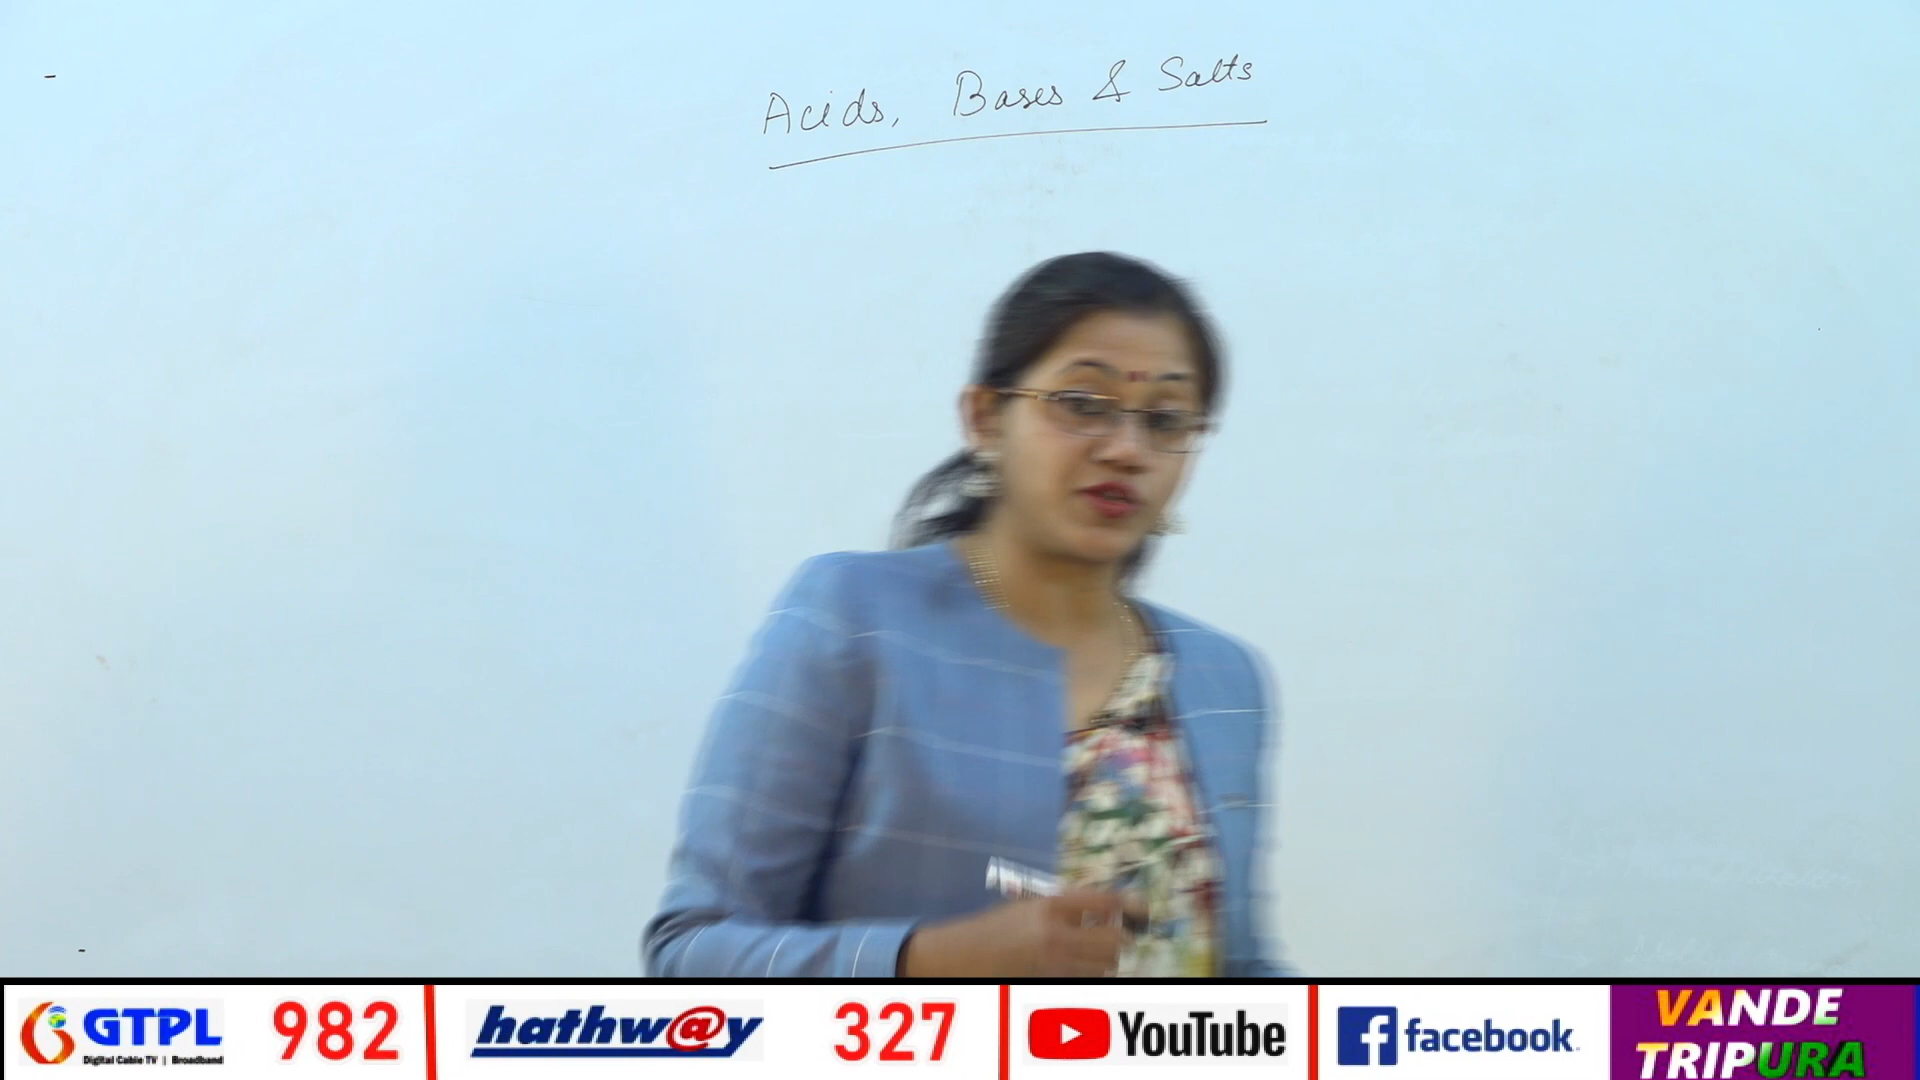 Acids, Bases & Salts
GTPL 982 hathw@y 327 YouTube facebook VANDE TRIPURA
Digital Cable TV | Broadband